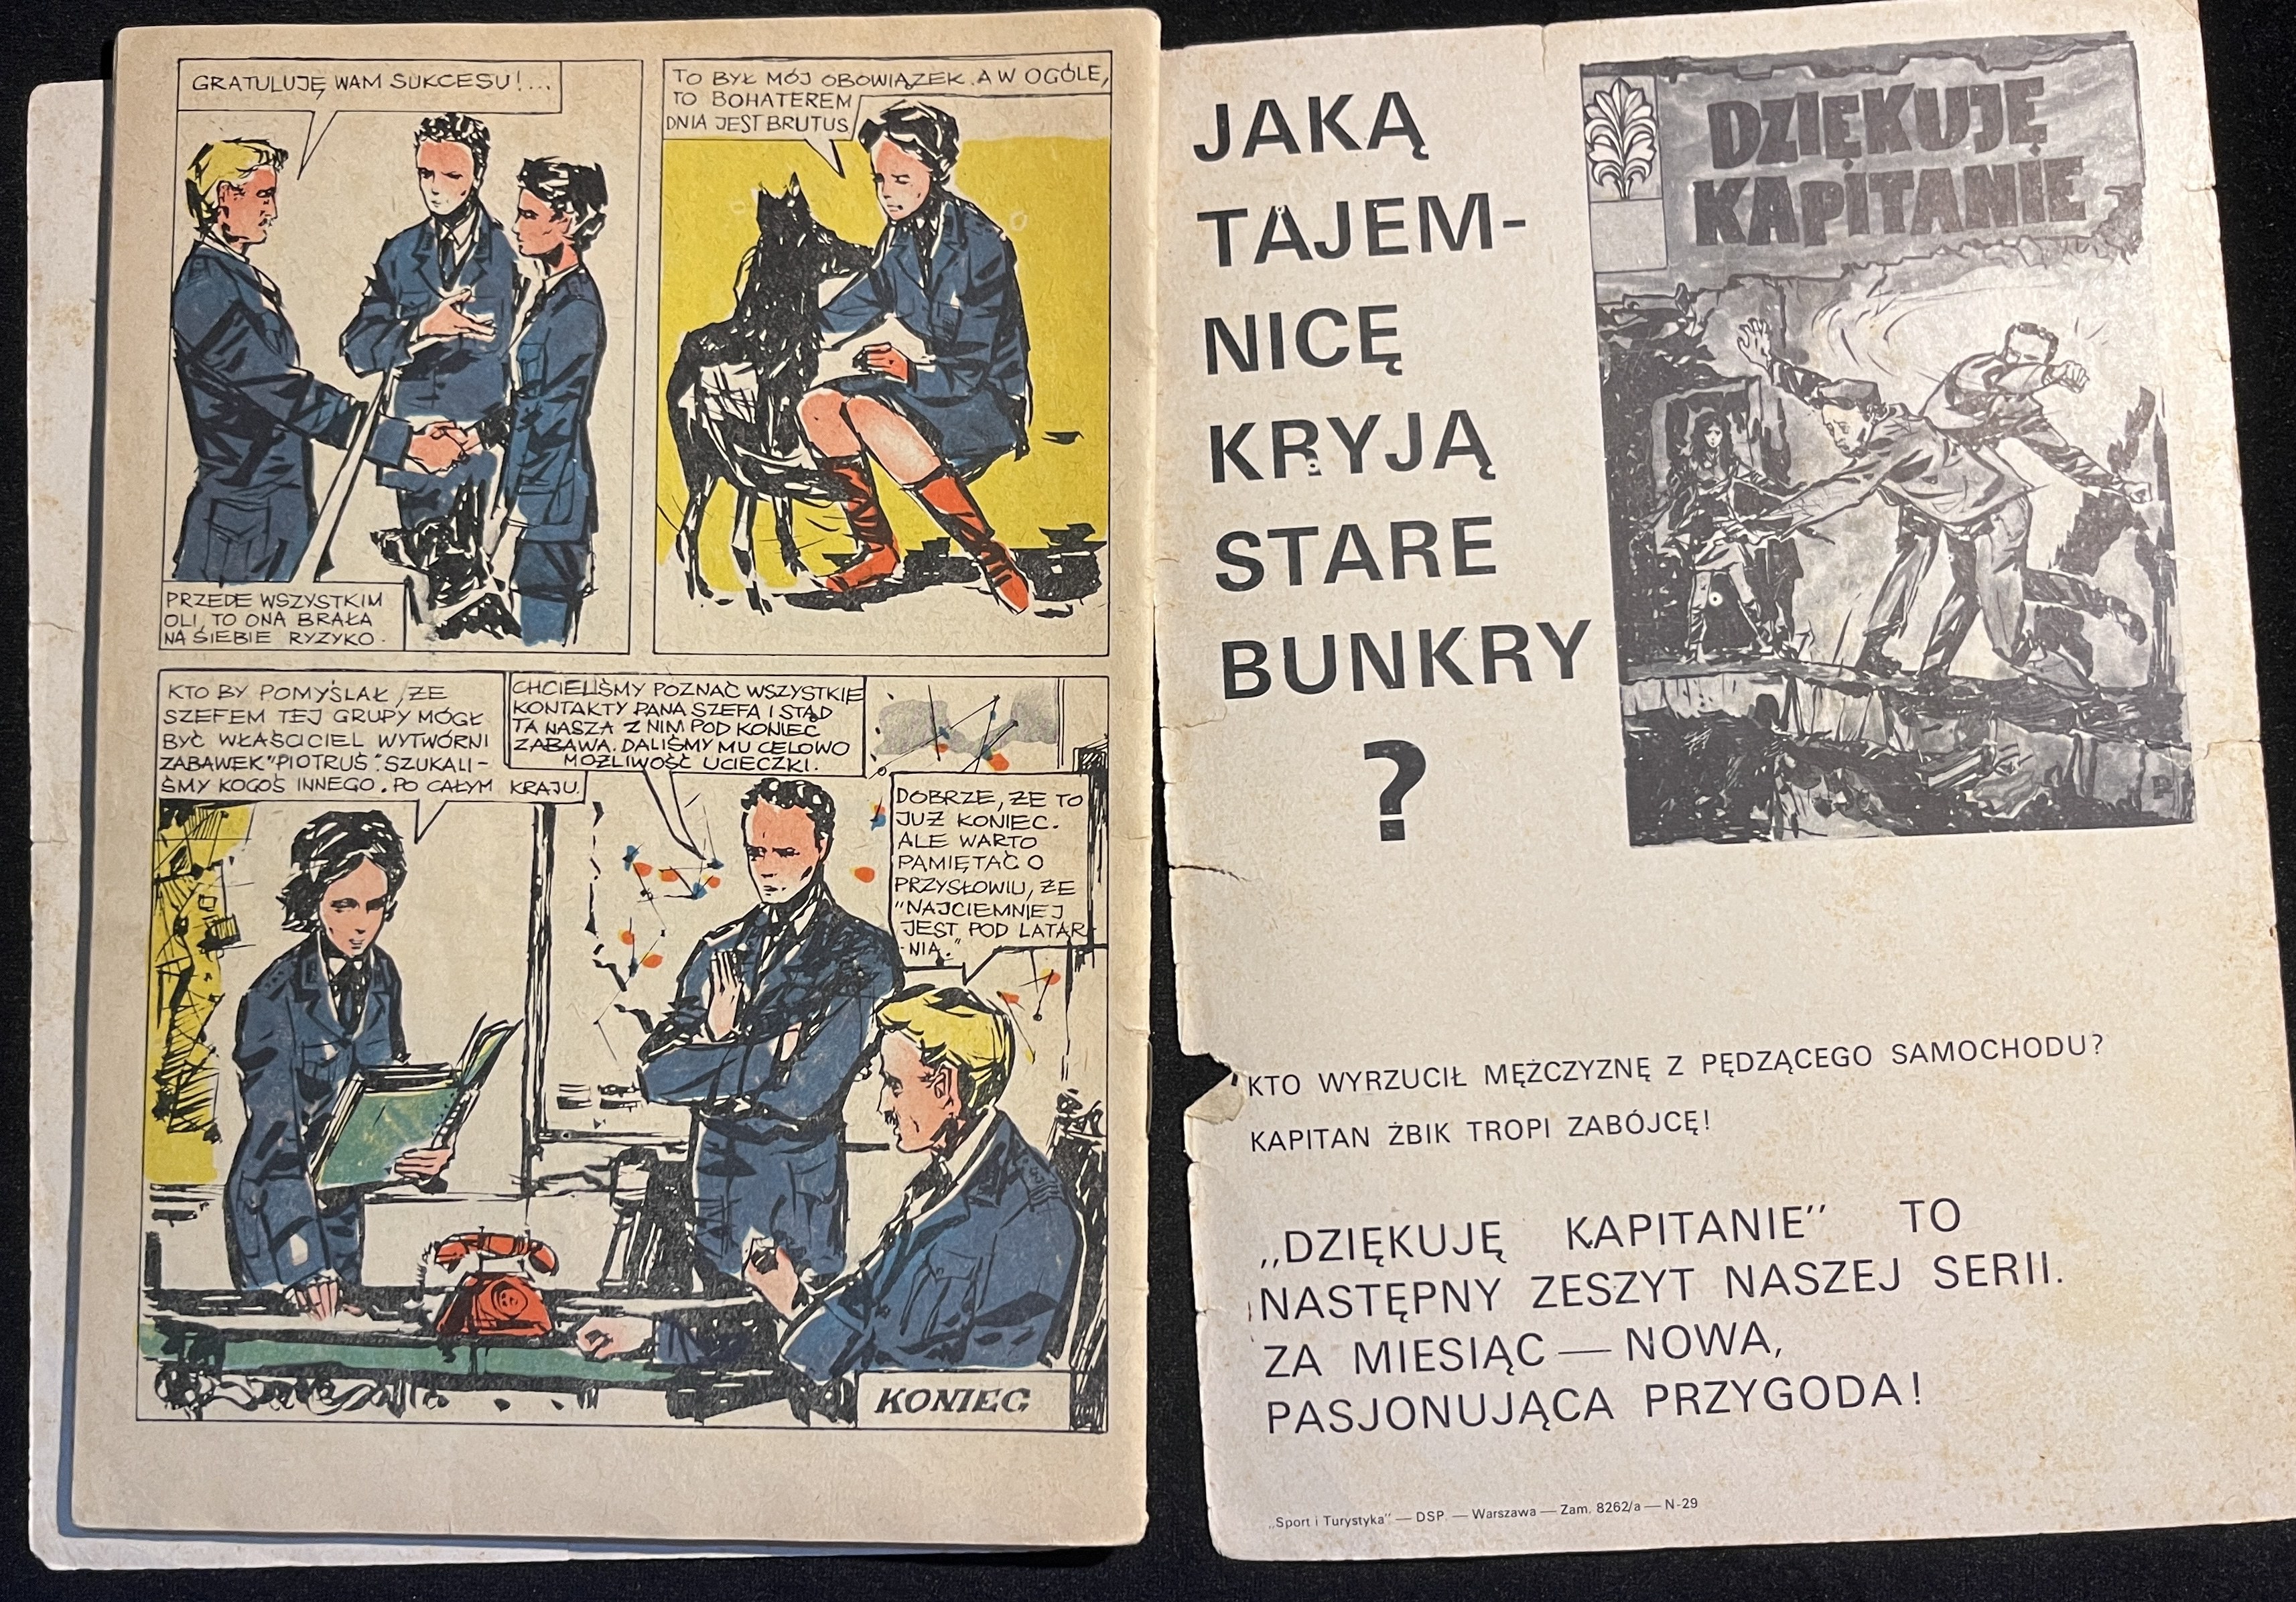 GRATULUJĘ WAM SUKCESU!...
PRZEDE WSZYSTKIM
OLI, TO ONA BRAŁA
NA SIEBIE RYZYKO.
TO BYŁ MÓJ OBOWIĄZEK. A W OGÓLE,
TO BOHATEREM
DNIA JEST BRUTUS
KTO BY POMYŚLAŁ, ŻE
SZEFEM TEJ GRUPY MÓGŁ
BYĆ WŁAŚCICIEL WYTWÓRNI
ZABAWEK "PIOTRUŚ". SZUKALI-
ŚMY KOGOŚ INNEGO. PO CAŁYM KRAJU.
CHCIELIŚMY POZNAĆ WSZYSTKIE
KONTAKTY PANA SZEFA I STĄD
TA NASZA Z NIM POD KONIEC
ZABAWA. DALIŚMY MU CELOWO
MOŻLIWOŚĆ UCIECZKI.
DOBRZE, ŻE TO
JUŻ KONIEC.
ALE WARTO
PAMIĘTAĆ O
PRZYSŁOWIU, ŻE
"NAJCIEMNIEJ
JEST POD LATAR-
-NIĄ."
KONIEC
JAKĄ
TAJEM-
NICĘ
KRYJĄ
STARE
BUNKRY
?
DZIĘKUJĘ
KAPITANIE
KTO WYRZUCIŁ MĘŻCZYZNĘ Z PĘDZĄCEGO SAMOCHODU?
KAPITAN ŻBIK TROPI ZABÓJCĘ!
„DZIĘKUJĘ KAPITANIE" TO
NASTĘPNY ZESZYT NASZEJ SERII.
ZA MIESIĄC — NOWA,
PASJONUJĄCA PRZYGODA!
„Sport i Turystyka" — DSP. — Warszawa — Zam. 8262/a — N-29